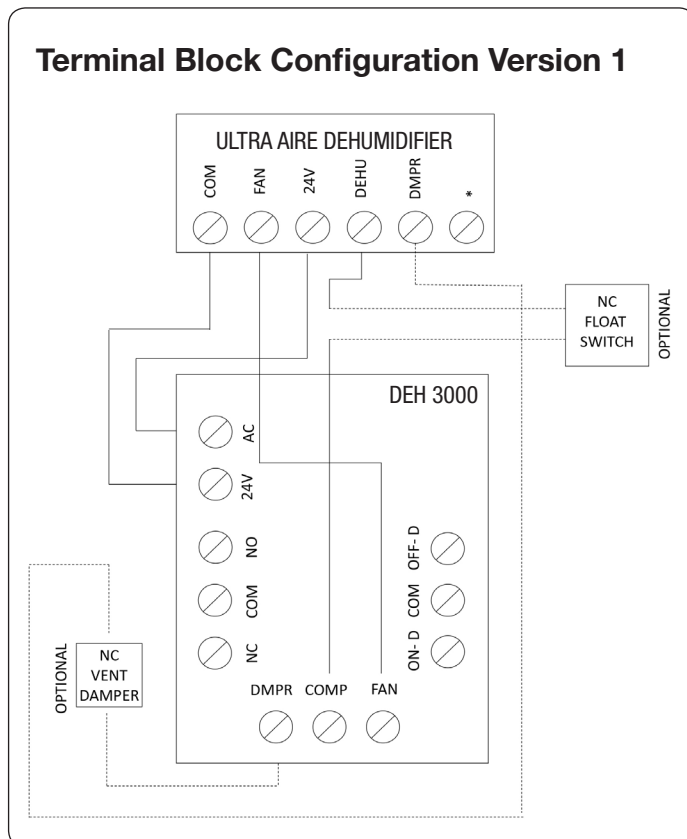 Terminal Block Configuration Version 1
ULTRA AIRE DEHUMIDIFIER
COM
FAN
24V
DEHU
DMPR
*
NC
FLOAT
SWITCH
OPTIONAL
DEH 3000
AC
24V
NO
COM
NC
OFF- D
COM
ON- D
DMPR COMP FAN
OPTIONAL
NC
VENT
DAMPER